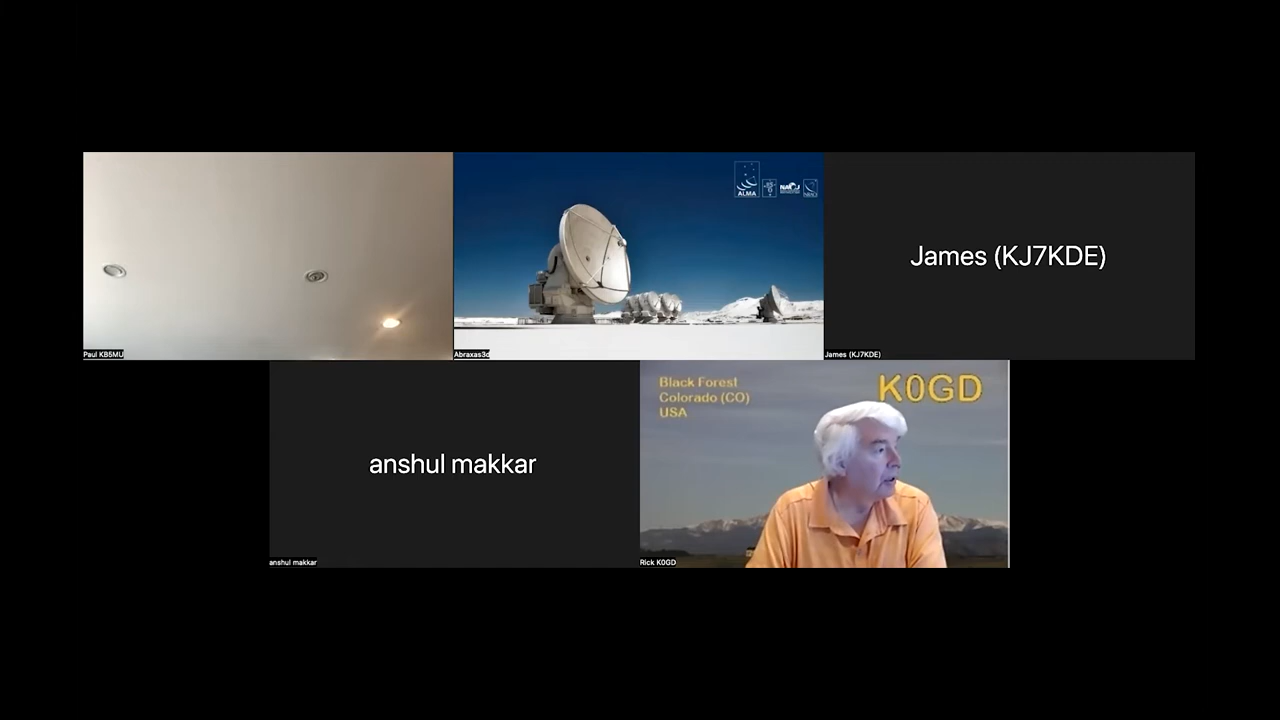 ALMA
Paul KB5MU
Abraxas3d
James (KJ7KDE)
James (KJ7KDE)
anshul makkar
anshul makkar
Black Forest
Colorado (CO)
USA
K0GD
Rick K0GD